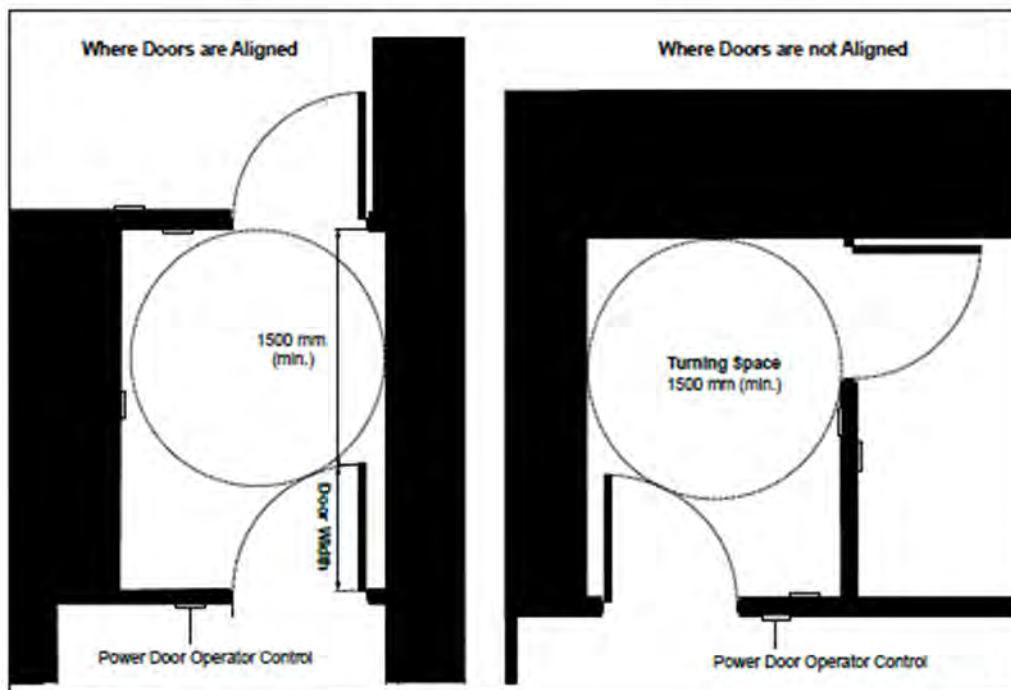 Where Doors are Aligned
1500 mm
(min.)
Door Width
Power Door Operator Control
Where Doors are not Aligned
Turning Space
1500 mm (min.)
Power Door Operator Control